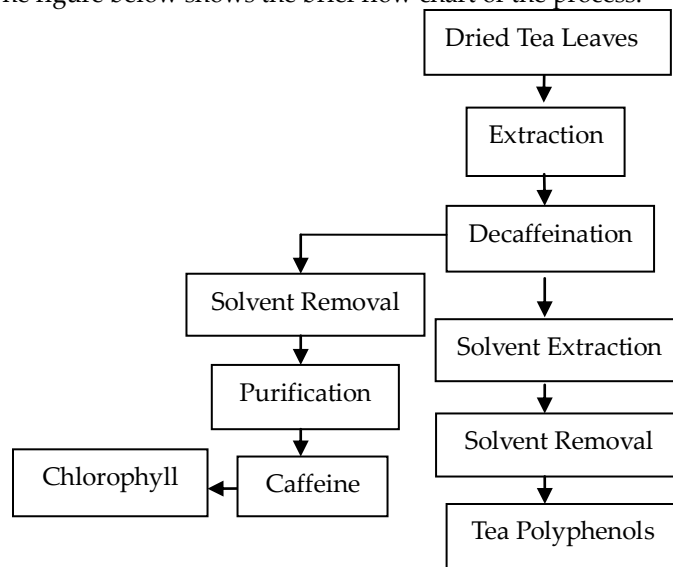 The figure below shows the brief flow chart of the process.
Dried Tea Leaves
Extraction
Decaffeination
Solvent Removal
Solvent Extraction
Purification
Solvent Removal
Chlorophyll
Caffeine
Tea Polyphenols